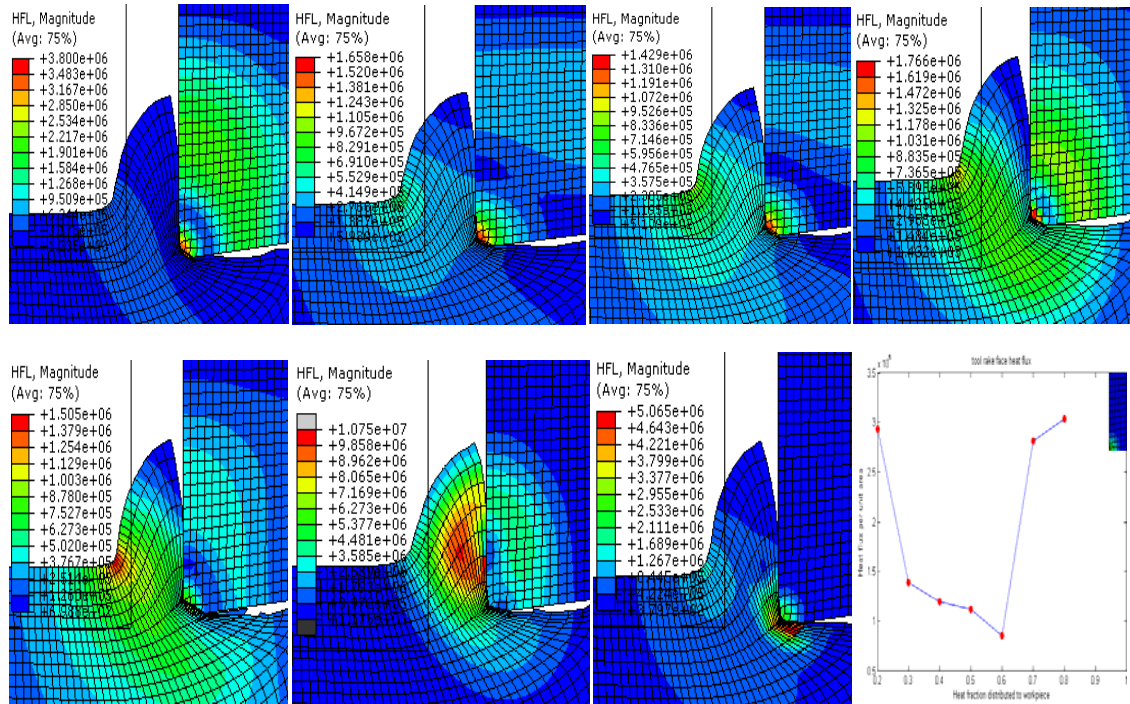 HFL, Magnitude
(Avg: 75%)
+3.800e+06
+3.483e+06
+3.167e+06
+2.850e+06
+2.534e+06
+2.217e+06
+1.901e+06
+1.584e+06
+1.268e+06
HFL, Magnitude
(Avg: 75%)
+1.658e+06
+1.520e+06
+1.381e+06
+1.243e+06
+1.105e+06
+9.672e+05
+8.291e+05
+6.910e+05
+5.529e+05
+4.149e+05
HFL, Magnitude
(Avg: 75%)
+1.429e+06
+1.310e+06
+1.191e+06
+1.072e+06
+9.526e+05
+8.336e+05
+7.146e+05
+5.956e+05
+4.765e+05
+3.575e+05
HFL, Magnitude
(Avg: 75%)
+1.766e+06
+1.619e+06
+1.472e+06
+1.325e+06
+1.178e+06
+1.031e+06
+8.835e+05
+7.365e+05
HFL, Magnitude
(Avg: 75%)
+1.505e+06
+1.379e+06
+1.254e+06
+1.129e+06
+1.003e+06
+8.780e+05
+7.527e+05
+6.273e+05
+5.020e+05
+3.767e+05
HFL, Magnitude
(Avg: 75%)
+1.075e+07
+9.858e+06
+8.962e+06
+8.065e+06
+7.169e+06
+6.273e+06
+5.377e+06
+4.481e+06
+3.585e+06
HFL, Magnitude
(Avg: 75%)
+5.065e+06
+4.643e+06
+4.221e+06
+3.799e+06
+3.377e+06
+2.955e+06
+2.533e+06
+2.111e+06
+1.689e+06
+1.267e+06
tool rake face heat flux
3.5
3
2.5
2
1.5
1
0.5
Heat flux per unit area
0.2 0.3 0.4 0.5 0.6 0.7 0.8 0.9 1
Heat fraction distributed to workpiece